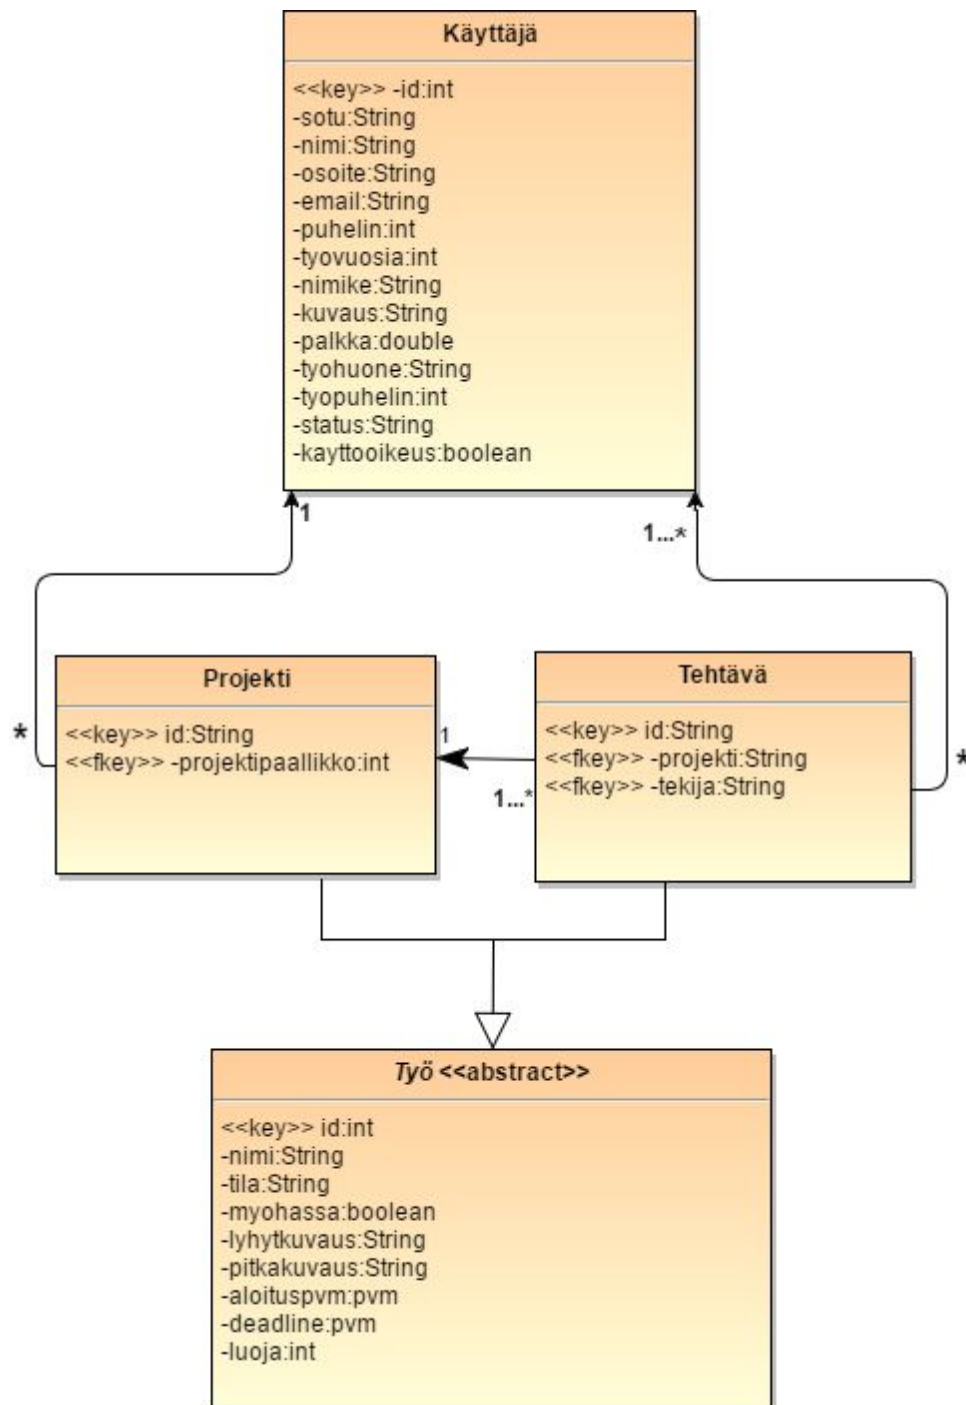 Käyttäjä
<<key>> -id:int
-sotu:String
-nimi:String
-osoite:String
-email:String
-puhelin:int
-tyovuosia:int
-nimike:String
-kuvaus:String
-palkka:double
-tyohuone:String
-tyopuhelin:int
-status:String
-kayttooikeus:boolean
1
1...*
Projekti
<<key>> id:String
<<fkey>> -projektipaallikko:int
*
1
1...*
Tehtävä
<<key>> id:String
<<fkey>> -projekti:String
<<fkey>> -tekija:String
*
Työ <<abstract>>
<<key>> id:int
-nimi:String
-tila:String
-myohassa:boolean
-lyhytkuvaus:String
-pitkakuvaus:String
-aloituspvm:pvm
-deadline:pvm
-luoja:int